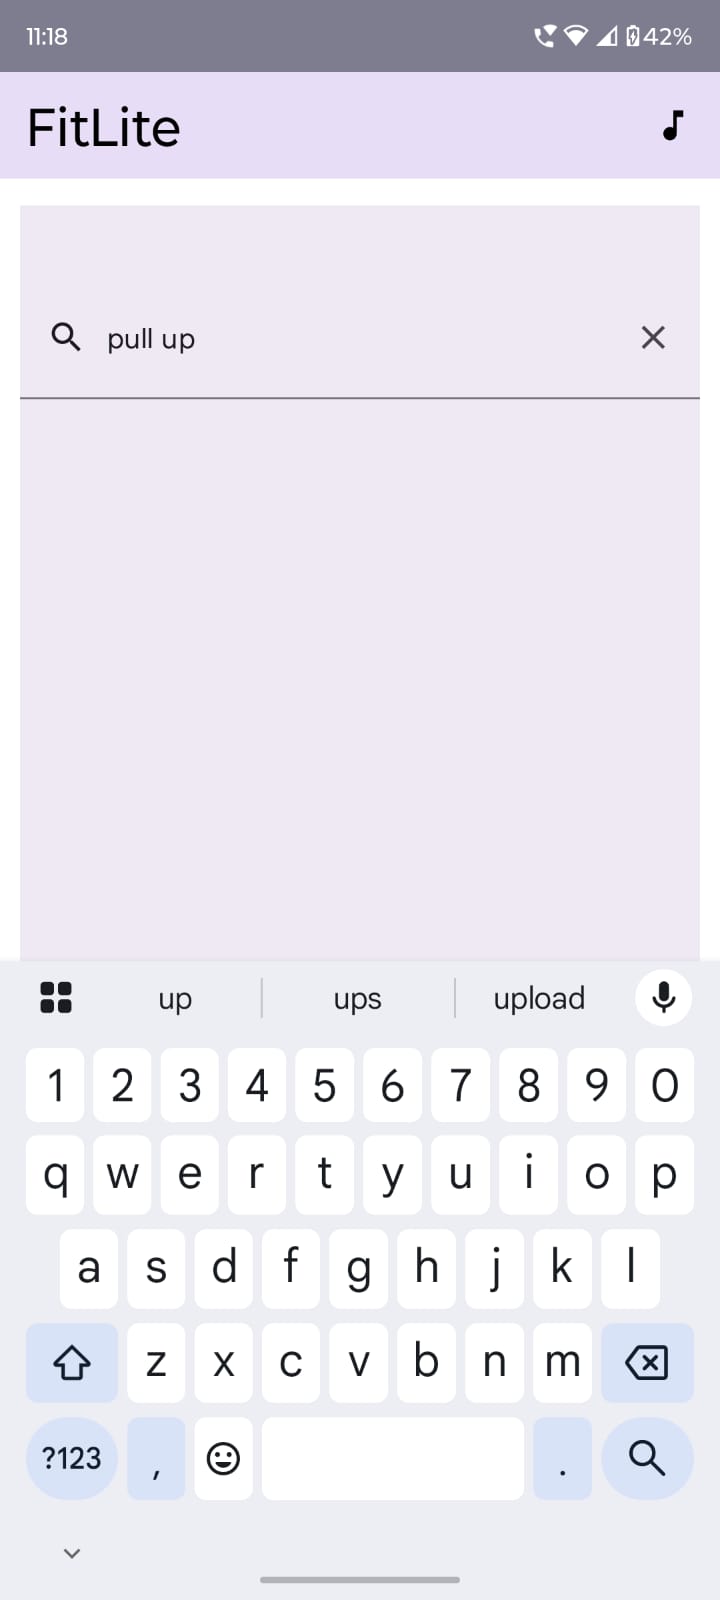 11:18 42%
FitLite
pull up
up ups upload
1 2 3 4 5 6 7 8 9 0
q w e r t y u i o p
a s d f g h j k l
z x c v b n m
?123 , .